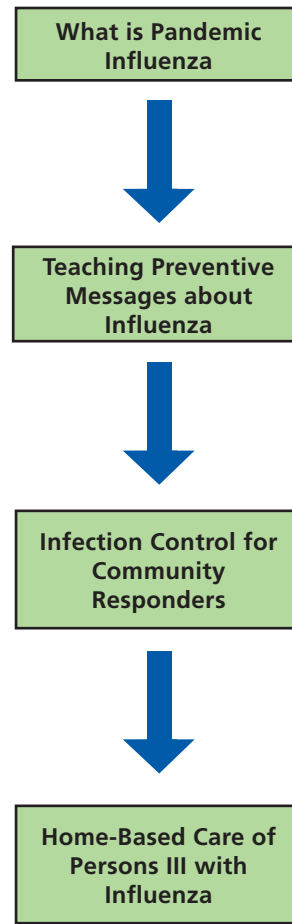 What is Pandemic
Influenza
Teaching Preventive
Messages about
Influenza
Infection Control for
Community
Responders
Home-Based Care of
Persons III with
Influenza